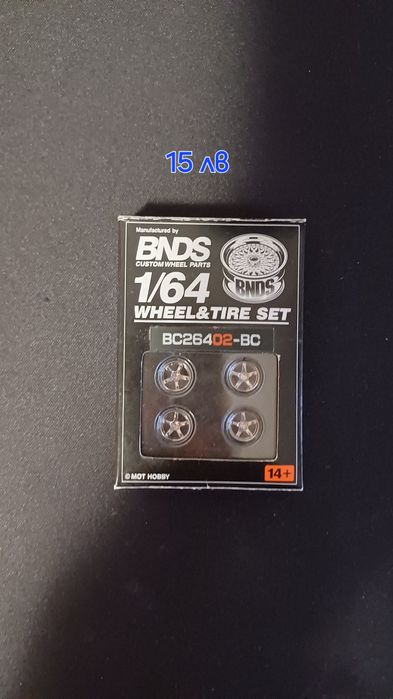 15 лв
Manufactured by
BNDS
CUSTOM WHEEL PARTS
BNDS
1/64
WHEEL&TIRE SET
BC26402-BC
© MOT HOBBY
14+